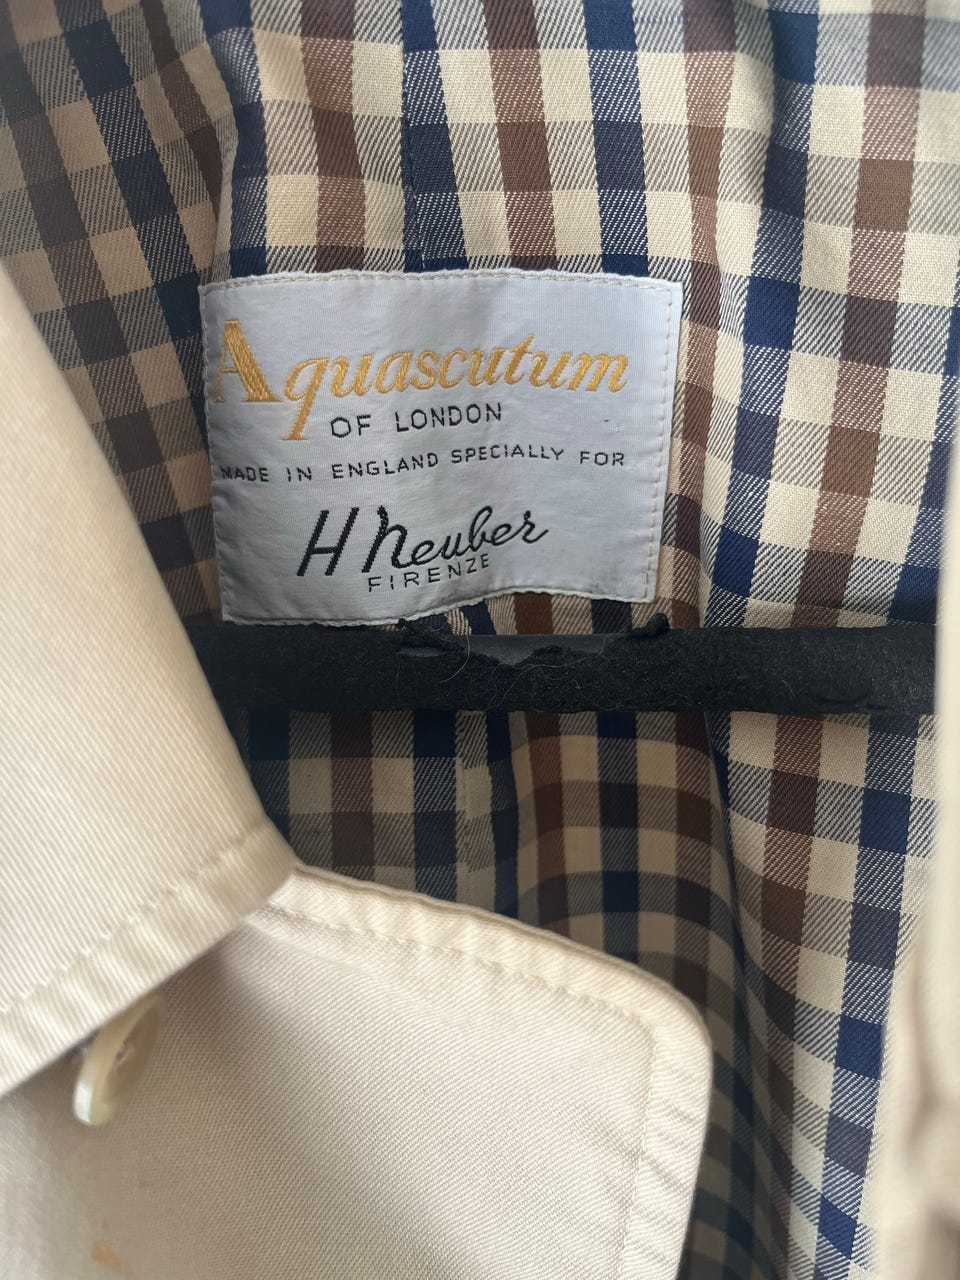 Aquascutum
OF LONDON
MADE IN ENGLAND SPECIALLY FOR
H Neuber
FIRENZE